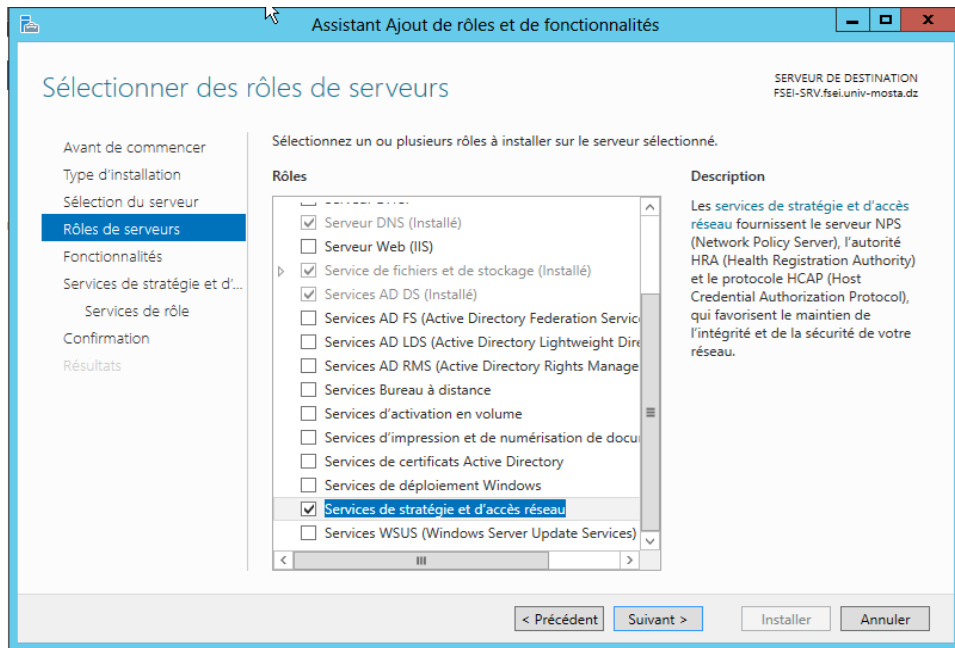 Assistant Ajout de rôles et de fonctionnalités
Sélectionner des rôles de serveurs
SERVEUR DE DESTINATION
FSEI-SRV.fsei.univ-mosta.dz
Avant de commencer
Type d'installation
Sélection du serveur
Rôles de serveurs
Fonctionnalités
Services de stratégie et d'...
Services de rôle
Confirmation
Résultats
Sélectionnez un ou plusieurs rôles à installer sur le serveur sélectionné.
Rôles
Serveur DNS (Installé)
Serveur Web (IIS)
Service de fichiers et de stockage (Installé)
Services AD DS (Installé)
Services AD FS (Active Directory Federation Servic
Services AD LDS (Active Directory Lightweight Dire
Services AD RMS (Active Directory Rights Manage
Services Bureau à distance
Services d'activation en volume
Services d'impression et de numérisation de docu
Services de certificats Active Directory
Services de déploiement Windows
Services de stratégie et d'accès réseau
Services WSUS (Windows Server Update Services)
Description
Les services de stratégie et d'accès
réseau fournissent le serveur NPS
(Network Policy Server), l'autorité
HRA (Health Registration Authority)
et le protocole HCAP (Host
Credential Authorization Protocol),
qui favorisent le maintien de
l'intégrité et de la sécurité de votre
réseau.
< Précédent
Suivant >
Installer
Annuler